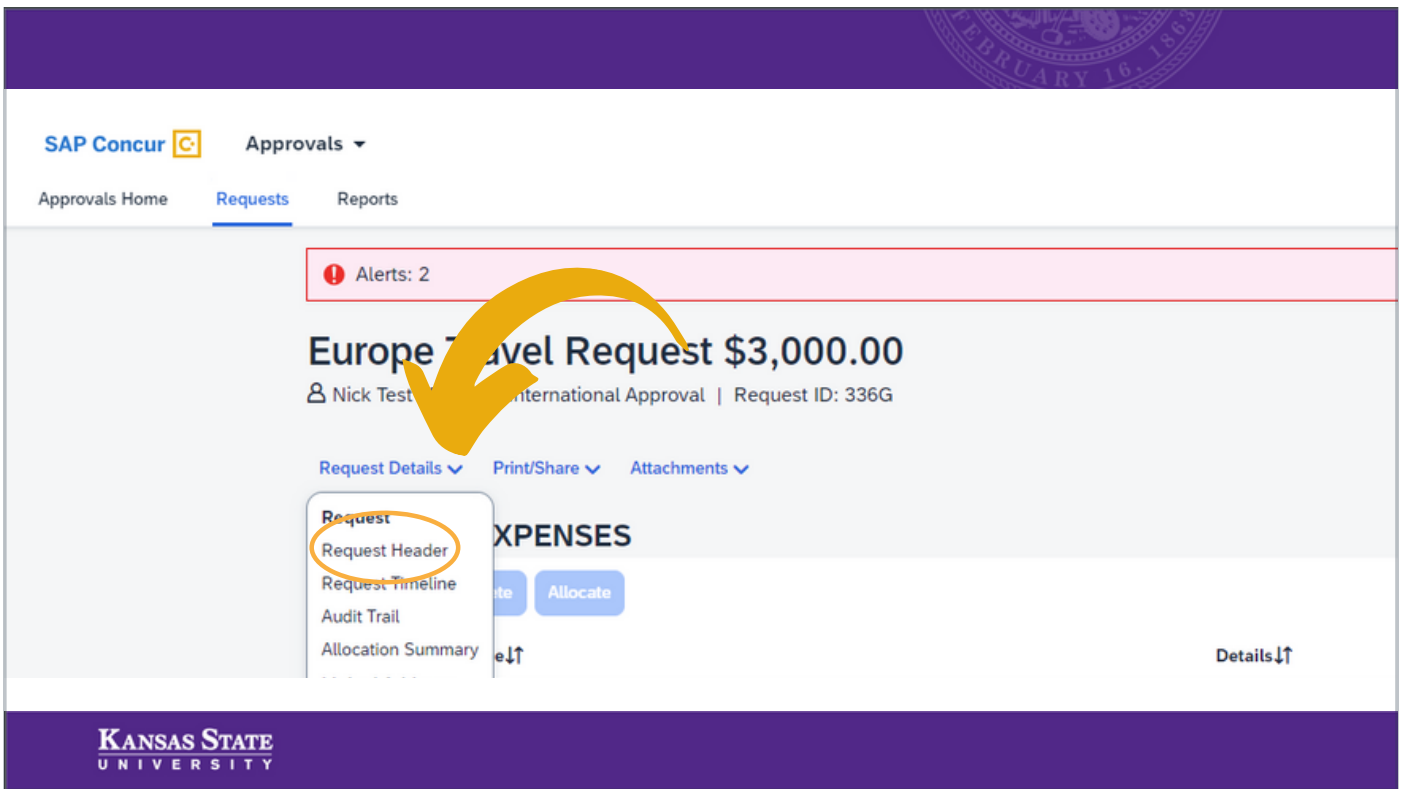 FEBRUARY 16, 1863
SAP Concur C Approvals
Approvals Home Requests Reports
Alerts: 2
Europe Request $3,000.00
Nick Test International Approval | Request ID: 336G
Request Details Print/Share Attachments
Request
XPENSES
Request Header
Request Timeline
te Allocate
Audit Trail
Allocation Summary
e Details
KANSAS STATE
UNIVERSITY